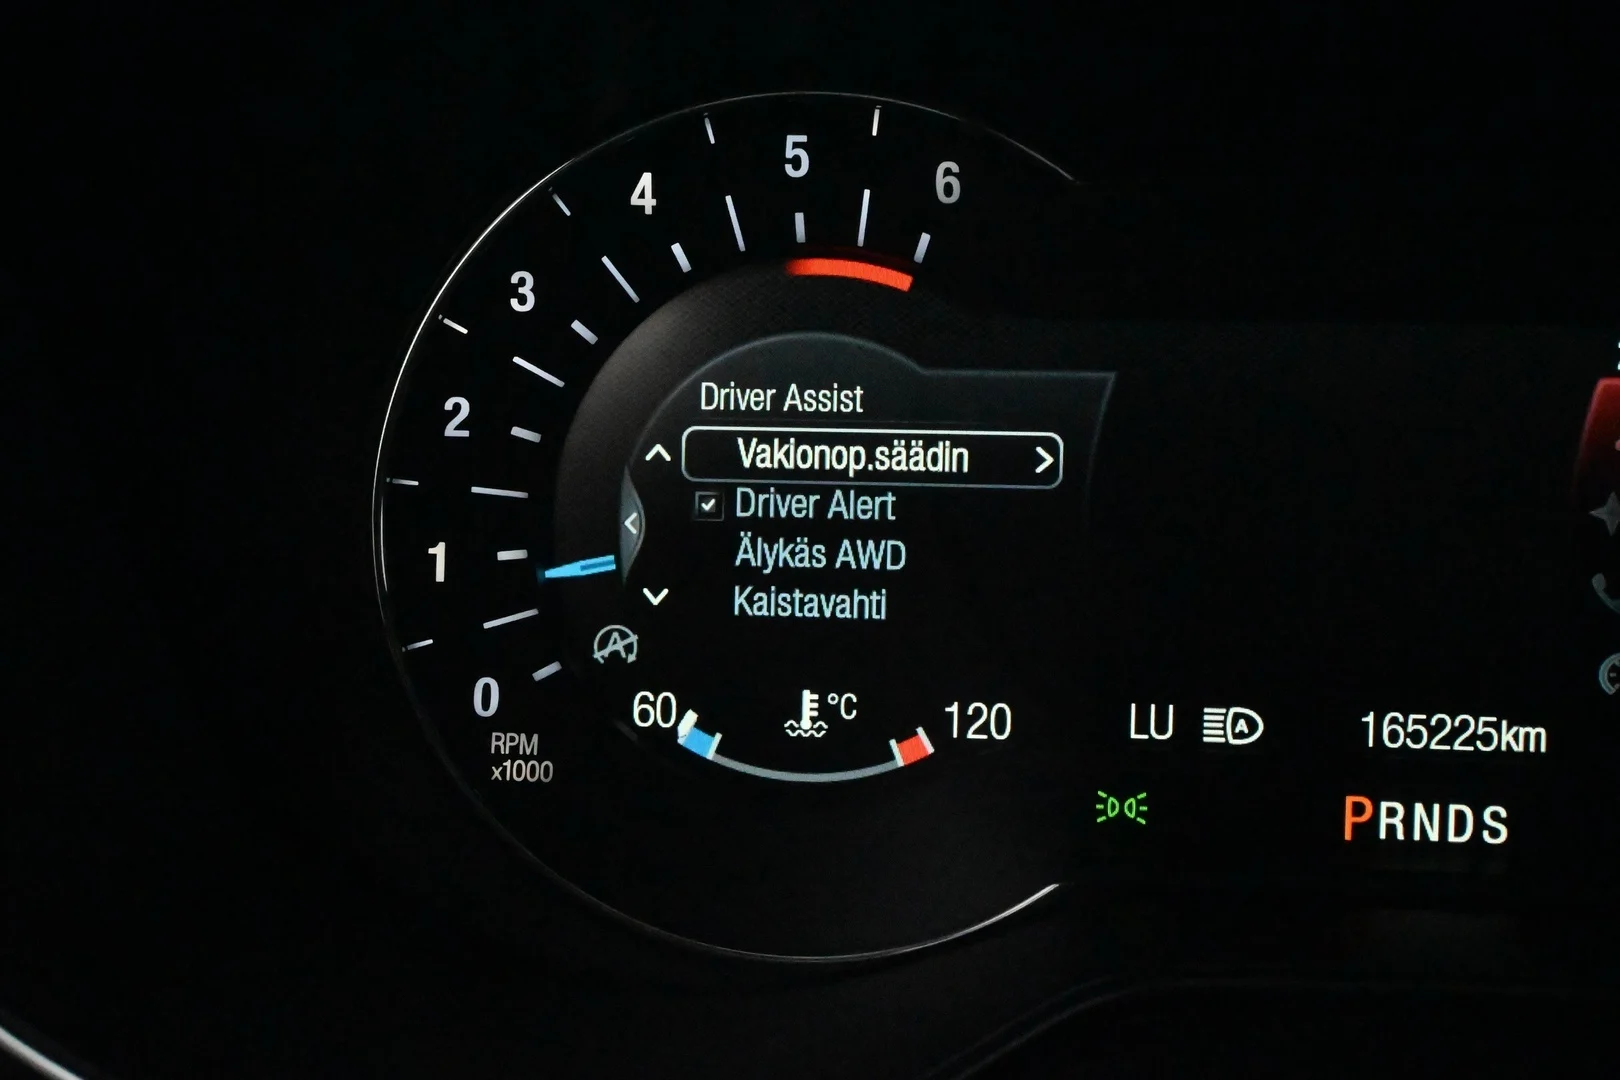 6
5
4
3
2
1
0
RPM
x1000
Driver Assist
Vakionop.säädin
Driver Alert
Älykäs AWD
Kaistavahti
A
60
°C
120
LU
A
165225km
PRNDS